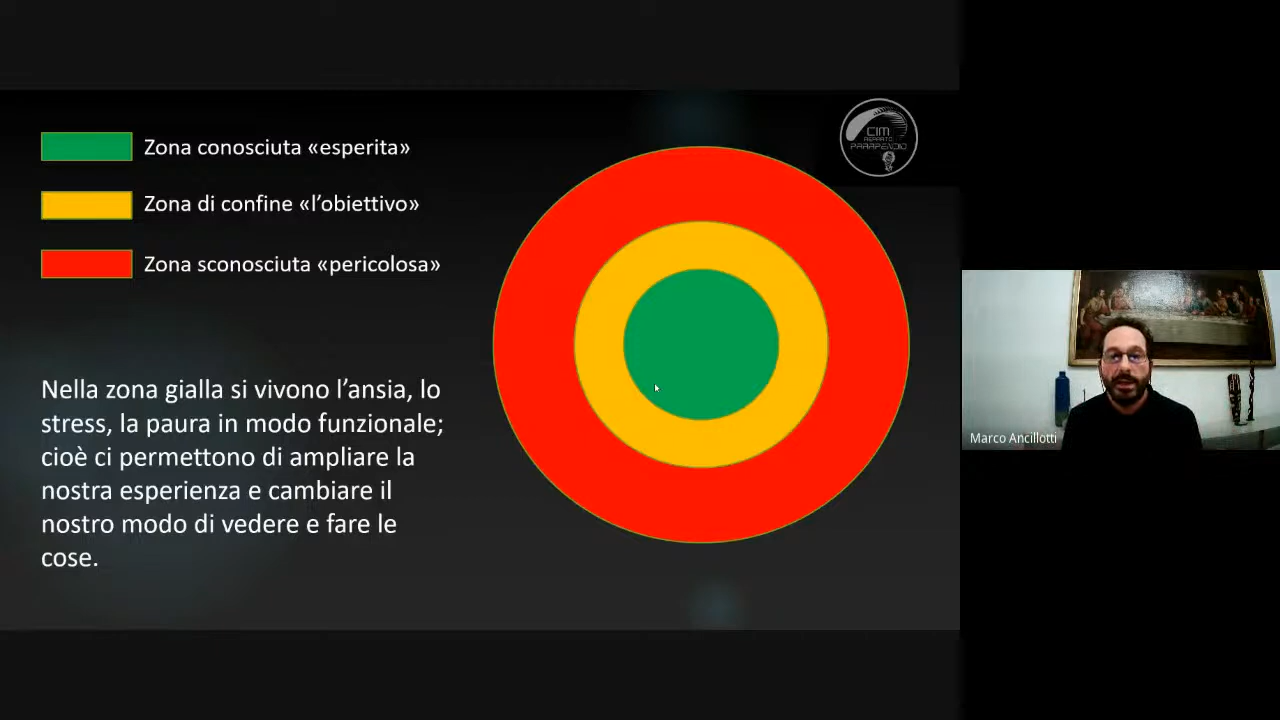 Zona conosciuta «esperita»
Zona di confine «l’obiettivo»
Zona sconosciuta «pericolosa»
Nella zona gialla si vivono l’ansia, lo
stress, la paura in modo funzionale;
cioè ci permettono di ampliare la
nostra esperienza e cambiare il
nostro modo di vedere e fare le
cose.
CIM
REPARTO
PARAPENDIO
Marco Ancillotti